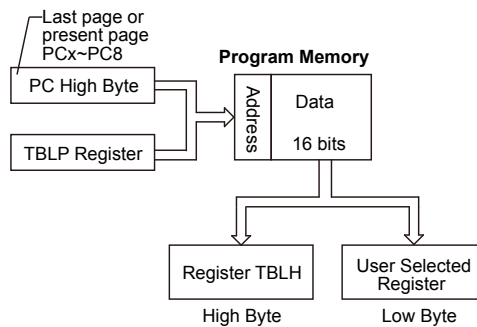 Last page or
present page
PCx~PC8
Program Memory
PC High Byte
TBLP Register
Address
Data
16 bits
Register TBLH
User Selected
Register
High Byte
Low Byte